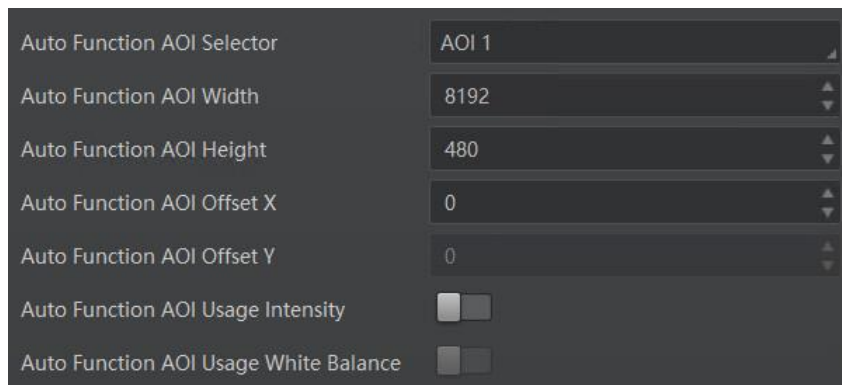 Auto Function AOI Selector AOI 1
Auto Function AOI Width 8192
Auto Function AOI Height 480
Auto Function AOI Offset X 0
Auto Function AOI Offset Y 0
Auto Function AOI Usage Intensity
Auto Function AOI Usage White Balance